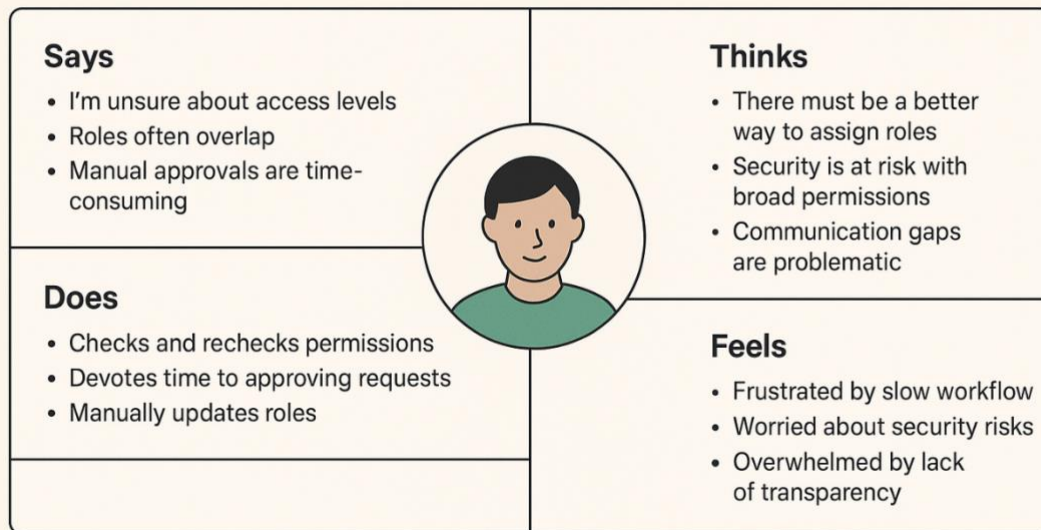 Says
• I'm unsure about access levels
• Roles often overlap
• Manual approvals are time-
consuming
Thinks
• There must be a better
way to assign roles
• Security is at risk with
broad permissions
• Communication gaps
are problematic
Does
• Checks and rechecks permissions
• Devotes time to approving requests
• Manually updates roles
Feels
• Frustrated by slow workflow
• Worried about security risks
• Overwhelmed by lack
of transparency